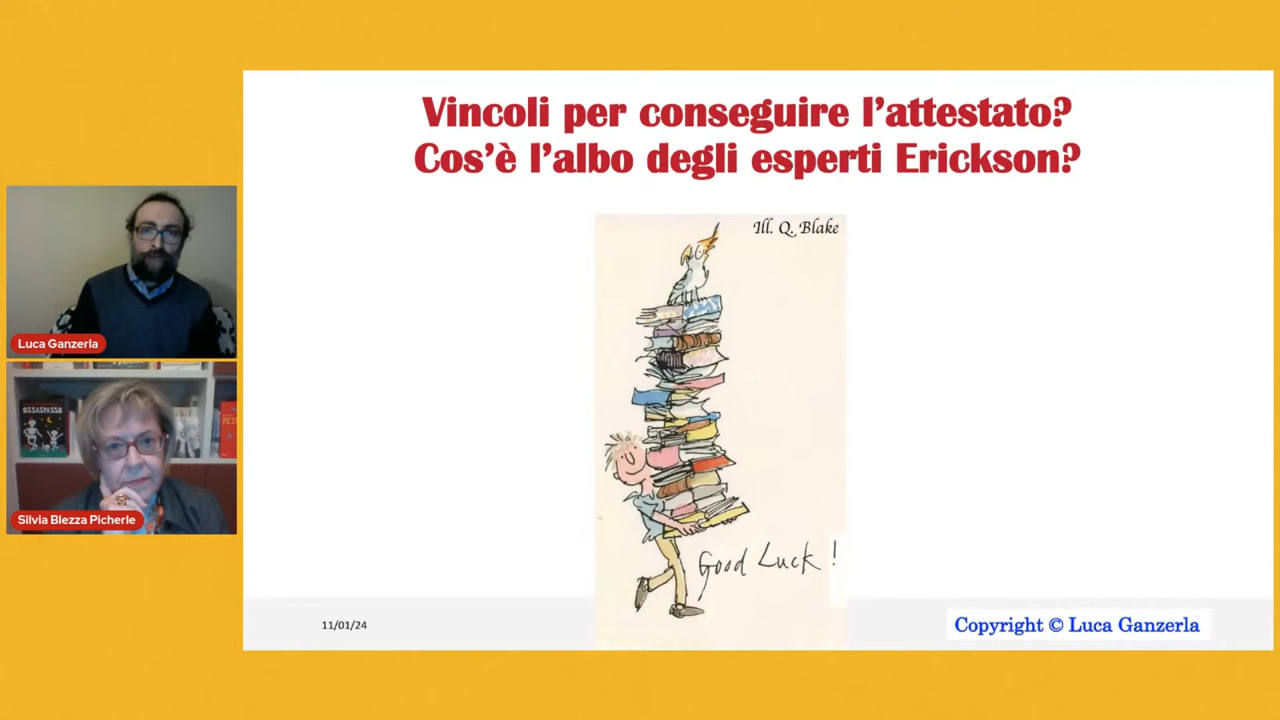 Vincoli per conseguire l'attestato?
Cos'è l'albo degli esperti Erickson?
Ill. Q. Blake
Luca Ganzerla
OSSASPASSO
Silvia Blezza Picherle
Good Luck!
11/01/24
Copyright © Luca Ganzerla